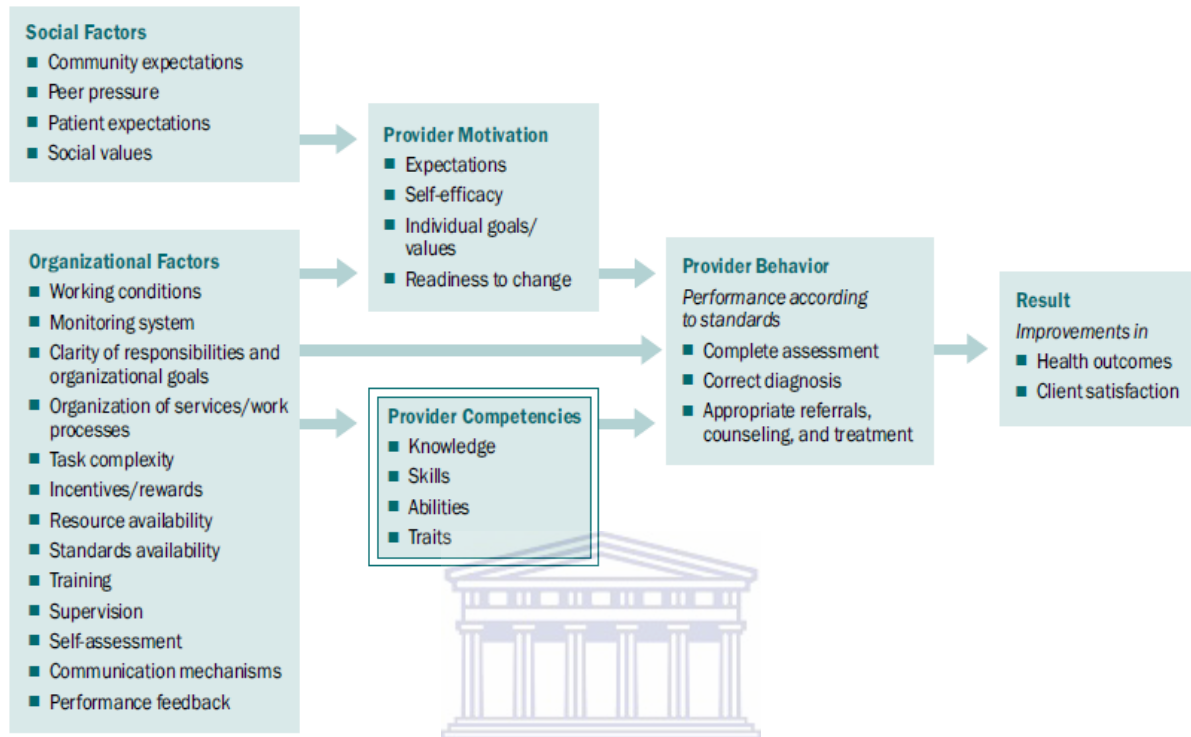 Social Factors
■ Community expectations
■ Peer pressure
■ Patient expectations
■ Social values
Organizational Factors
■ Working conditions
■ Monitoring system
■ Clarity of responsibilities and
organizational goals
■ Organization of services/work
processes
■ Task complexity
■ Incentives/rewards
■ Resource availability
■ Standards availability
■ Training
■ Supervision
■ Self-assessment
■ Communication mechanisms
■ Performance feedback
Provider Motivation
■ Expectations
■ Self-efficacy
■ Individual goals/
values
■ Readiness to change
Provider Competencies
■ Knowledge
■ Skills
■ Abilities
■ Traits
Provider Behavior
Performance according
to standards
■ Complete assessment
■ Correct diagnosis
■ Appropriate referrals,
counseling, and treatment
Result
Improvements in
■ Health outcomes
■ Client satisfaction